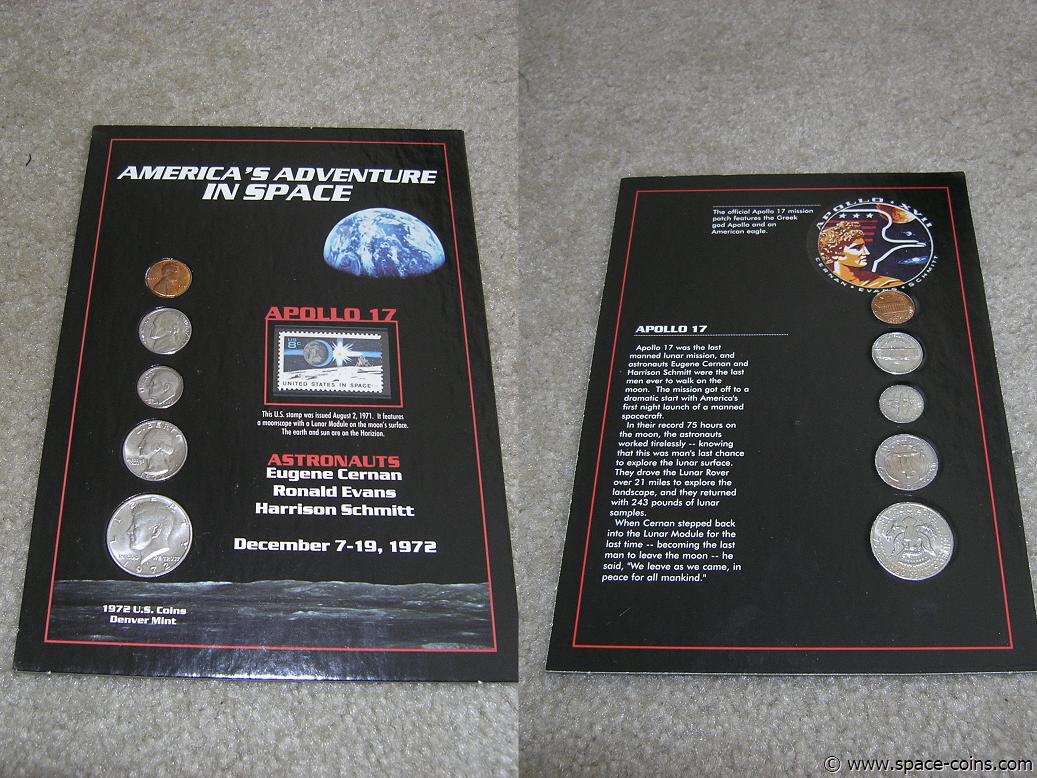 AMERICA'S ADVENTURE
IN SPACE
APOLLO 17
US
8c
UNITED STATES IN SPACE...
This U.S. stamp was issued August 2, 1971. It features
a moonscape with a Lunar Module on the moon's surface.
The earth and sun are on the Horizion.
ASTRONAUTS
Eugene Cernan
Ronald Evans
Harrison Schmitt
December 7-19, 1972
1972 U.S. Coins
Denver Mint
The official Apollo 17 mission
patch features the Greek
god Apollo and an
American eagle.
APOLLO XVII
CERNAN EVANS SCHMITT
APOLLO 17
Apollo 17 was the last
manned lunar mission, and
astronauts Eugene Cernan and
Harrison Schmitt were the last
men ever to walk on the
moon. The mission got off to a
dramatic start with America's
first night launch of a manned
spacecraft.
In their record 75 hours on
the moon, the astronauts
worked tirelessly -- knowing
that this was man's last chance
to explore the lunar surface.
They drove the Lunar Rover
over 21 miles to explore the
landscape, and they returned
with 243 pounds of lunar
samples.
When Cernan stepped back
into the Lunar Module for the
last time -- becoming the last
man to leave the moon -- he
said, "We leave as we came, in
peace for all mankind."
© www.space-coins.com